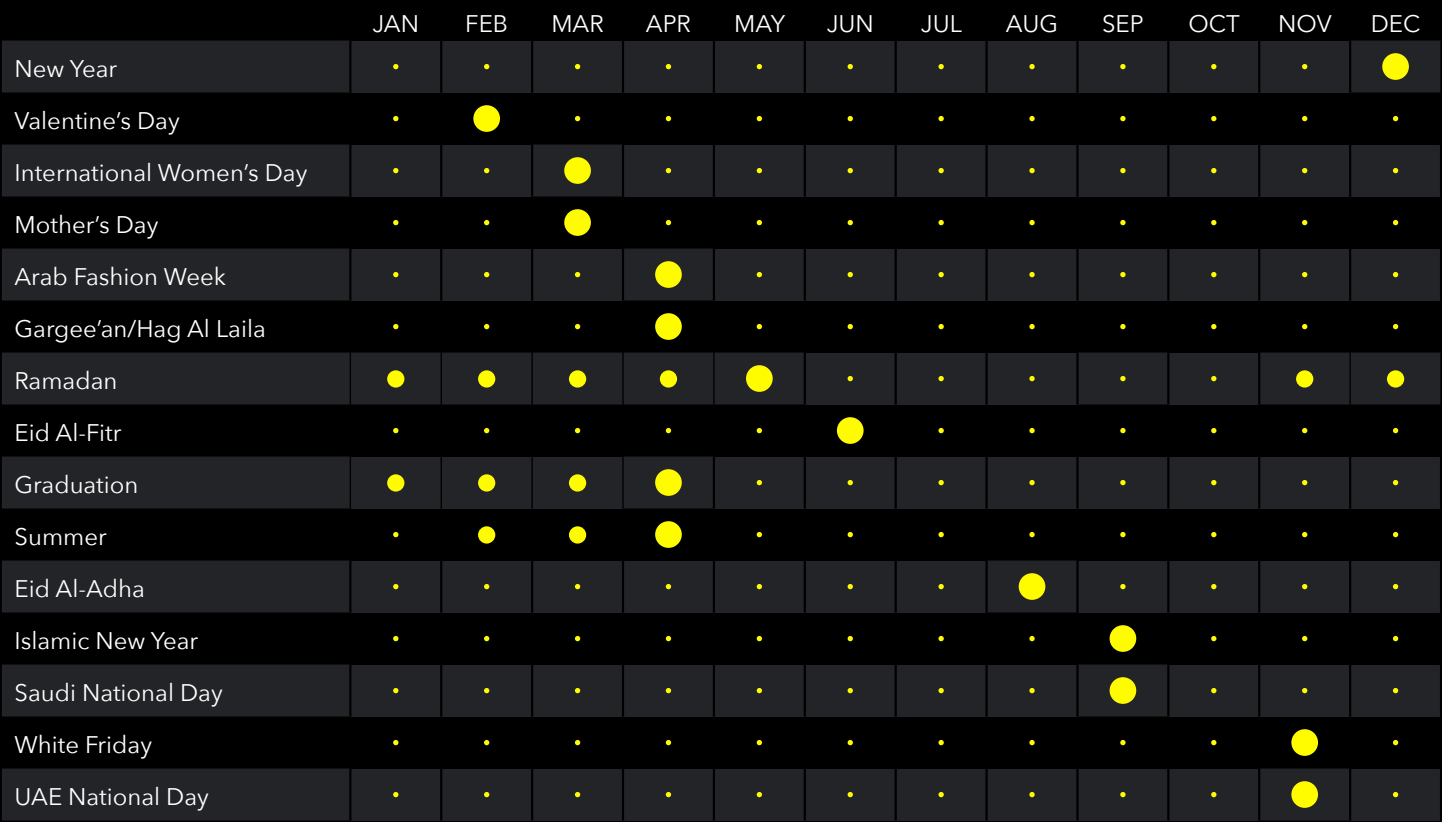 JAN FEB MAR APR MAY JUN JUL AUG SEP OCT NOV DEC
New Year
Valentine’s Day
International Women’s Day
Mother’s Day
Arab Fashion Week
Gargee’an/Hag Al Laila
Ramadan
Eid Al-Fitr
Graduation
Summer
Eid Al-Adha
Islamic New Year
Saudi National Day
White Friday
UAE National Day